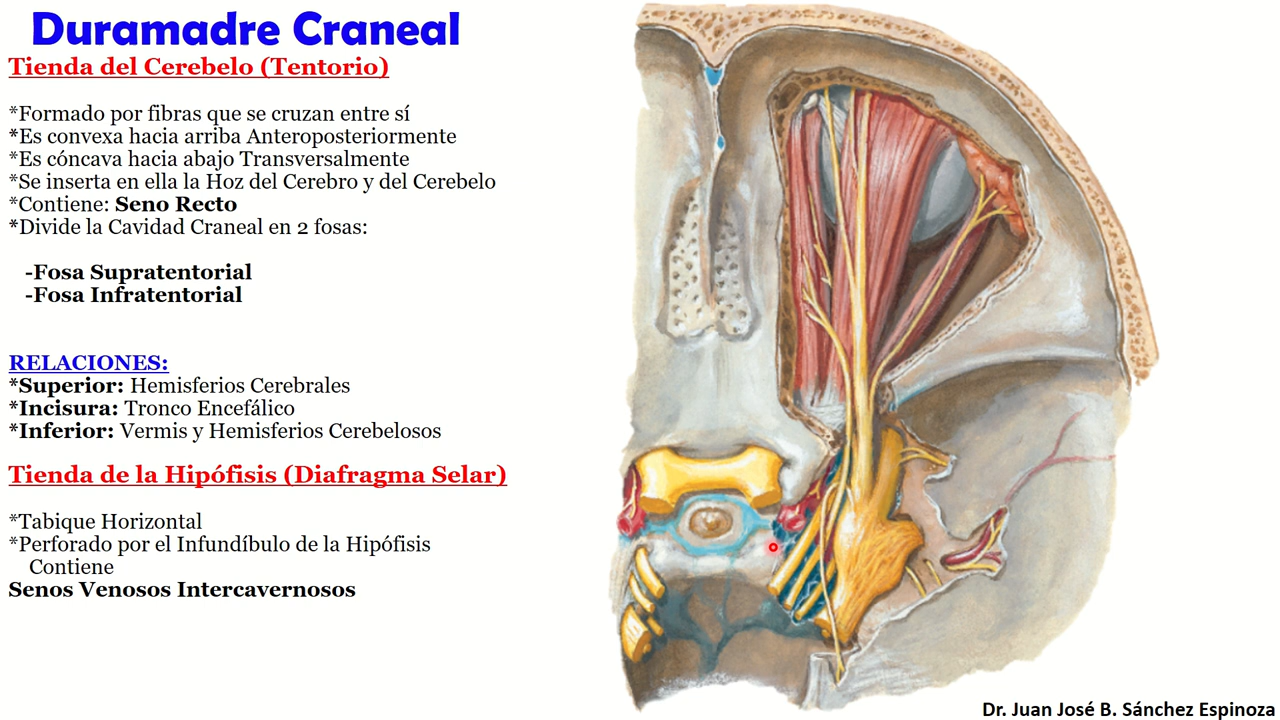 Duramadre Craneal
Tienda del Cerebelo (Tentorio)
*Formado por fibras que se cruzan entre sí
*Es convexa hacia arriba Anteroposteriormente
*Es cóncava hacia abajo Transversalmente
*Se inserta en ella la Hoz del Cerebro y del Cerebelo
*Contiene: Seno Recto
*Divide la Cavidad Craneal en 2 fosas:
-Fosa Supratentorial
-Fosa Infratentorial
RELACIONES:
*Superior: Hemisferios Cerebrales
*Incisura: Tronco Encefálico
*Inferior: Vermis y Hemisferios Cerebelosos
Tienda de la Hipófisis (Diafragma Selar)
*Tabique Horizontal
*Perforado por el Infundíbulo de la Hipófisis
Contiene
Senos Venosos Intercavernosos
Dr. Juan José B. Sánchez Espinoza